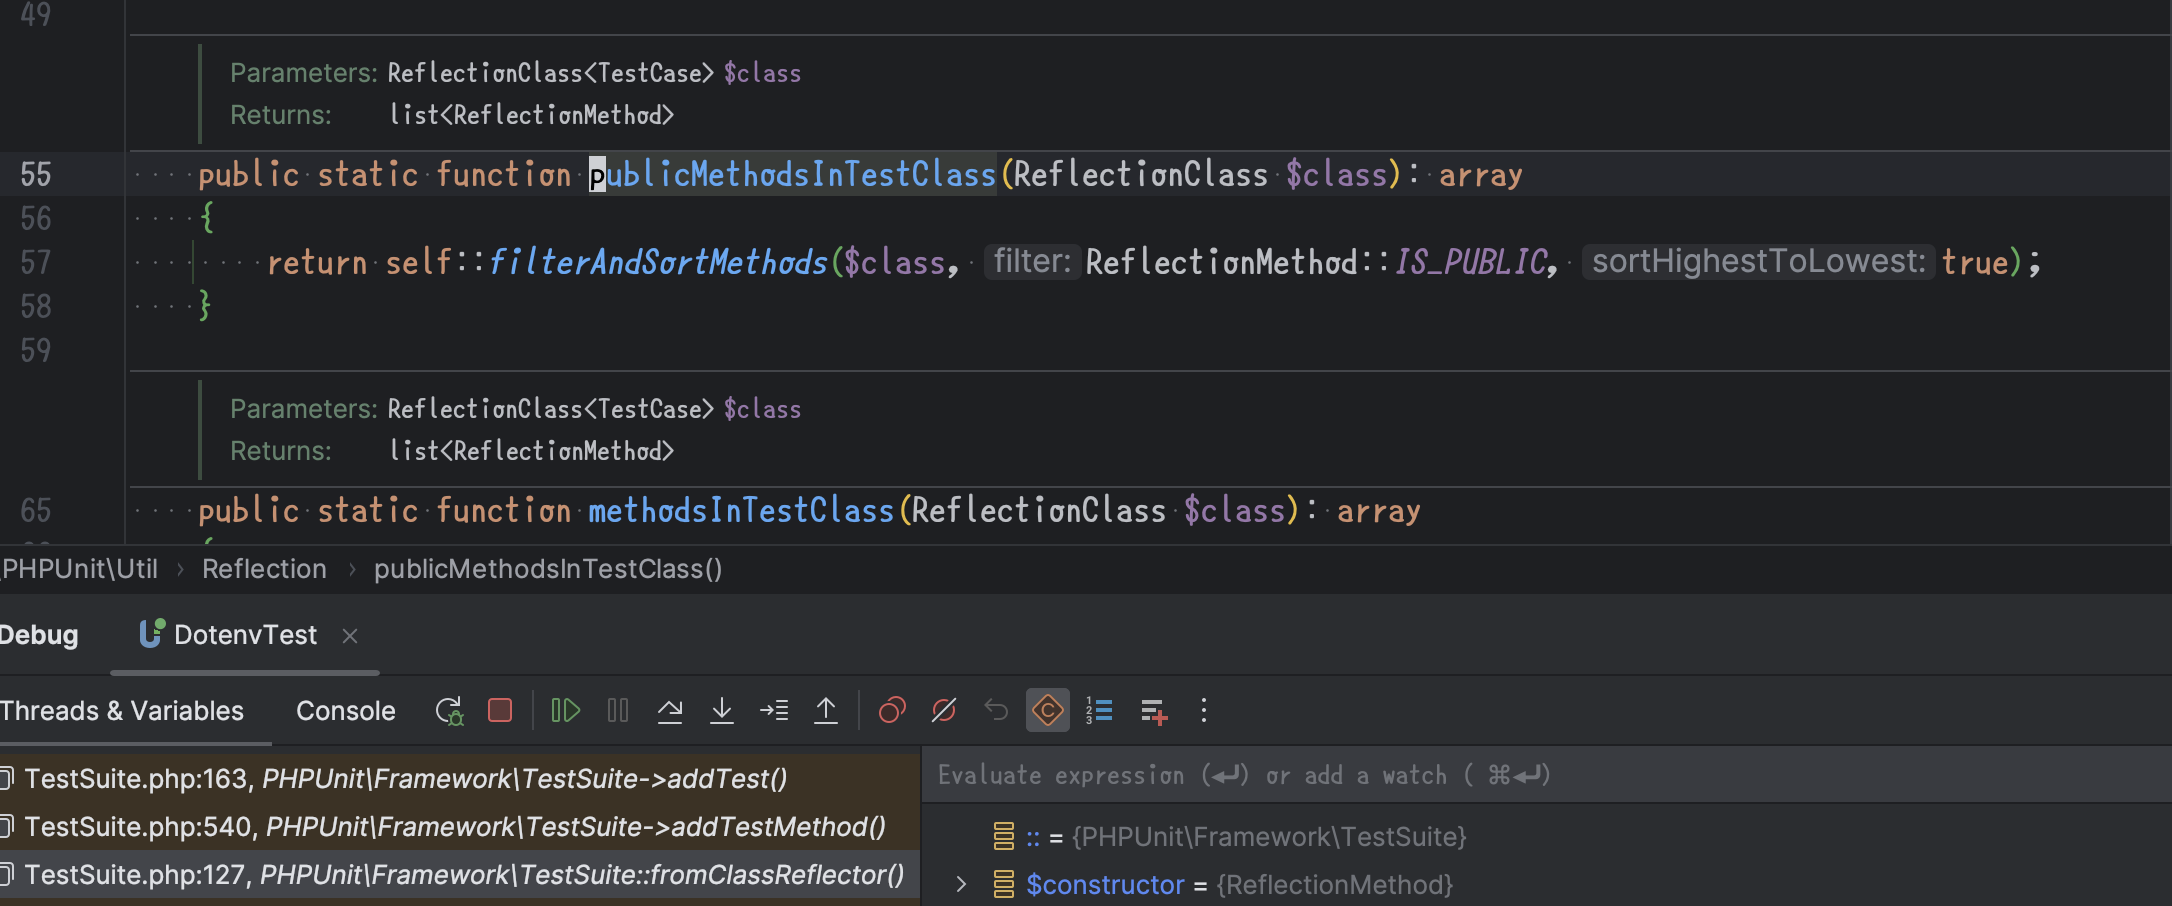 49
Parameters: ReflectionClass<TestCase> $class
Returns: list<ReflectionMethod>
55 public static function publicMethodsInTestClass(ReflectionClass $class): array
56 {
57 return self::filterAndSortMethods($class, filter: ReflectionMethod::IS_PUBLIC, sortHighestToLowest: true);
58 }
59
Parameters: ReflectionClass<TestCase> $class
Returns: list<ReflectionMethod>
65 public static function methodsInTestClass(ReflectionClass $class): array
\PHPUnit\Util › Reflection › publicMethodsInTestClass()
Debug DotenvTest ×
Threads & Variables Console
TestSuite.php:163, PHPUnit\Framework\TestSuite->addTest()
TestSuite.php:540, PHPUnit\Framework\TestSuite->addTestMethod()
TestSuite.php:127, PHPUnit\Framework\TestSuite::fromClassReflector()
Evaluate expression (↵) or add a watch ( ⌘↵)
:: = {PHPUnit\Framework\TestSuite}
$constructor = {ReflectionMethod}